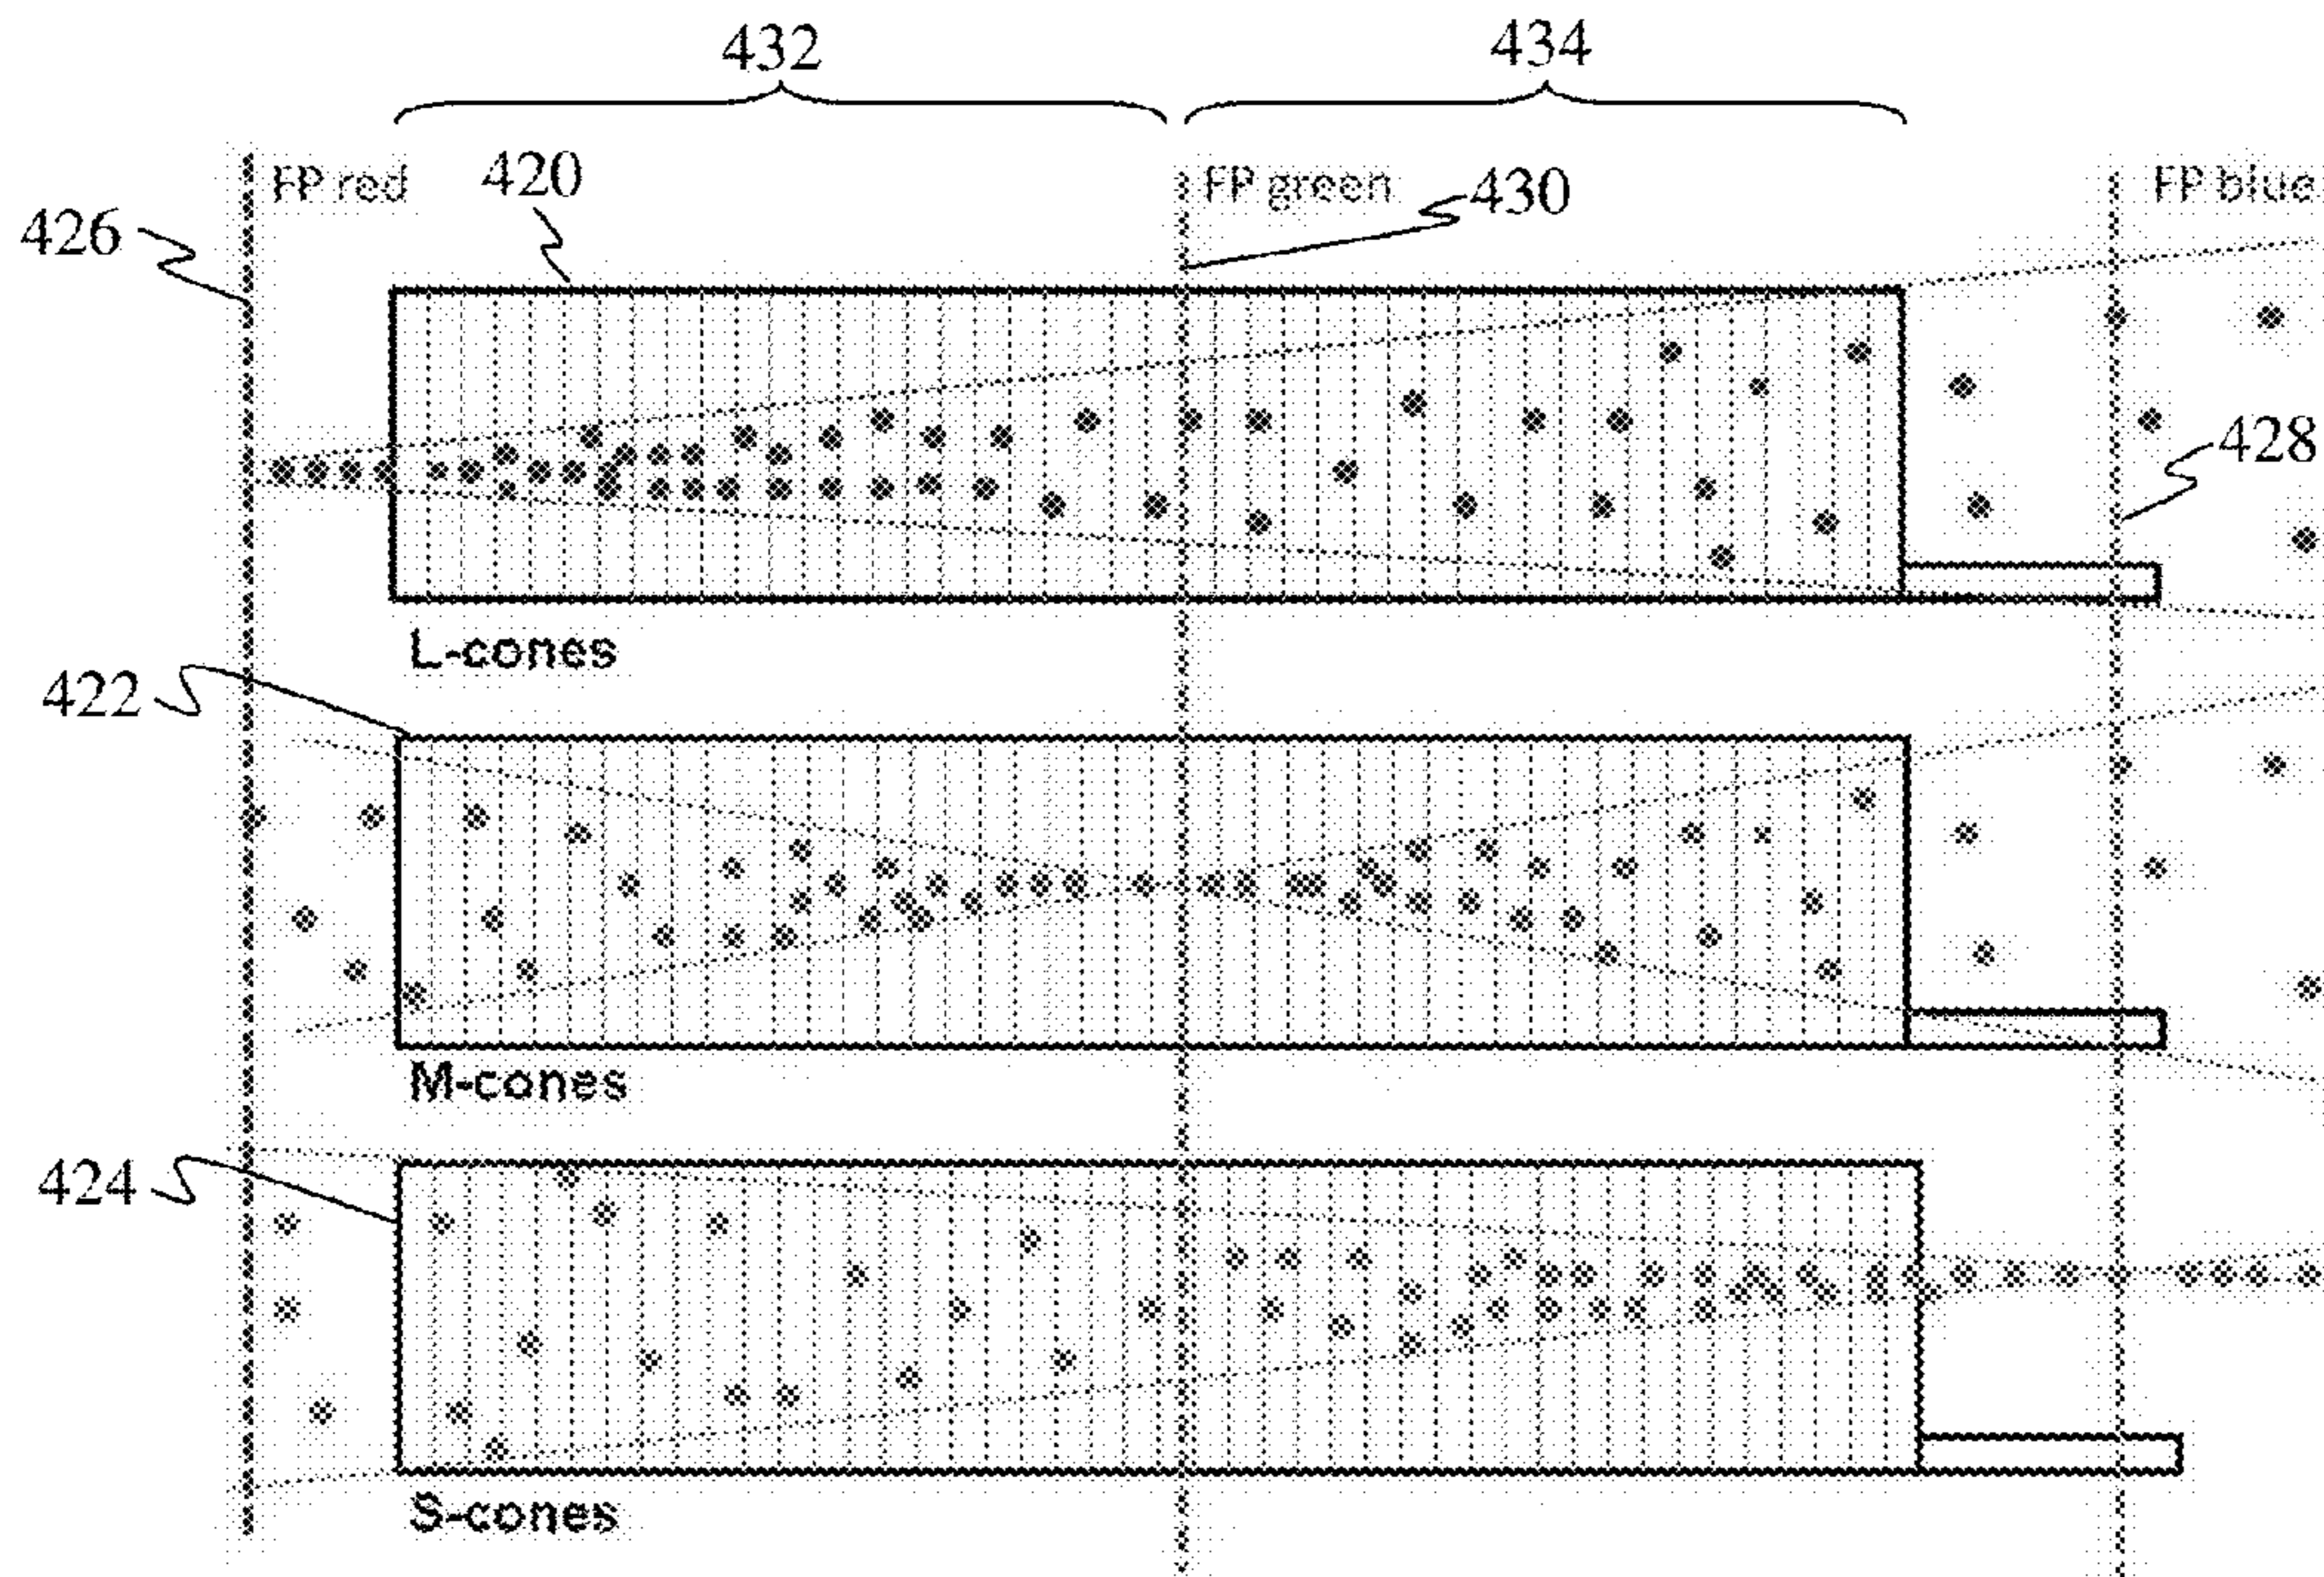 432
434
FP red
420
FP green
430
FP blue
426
428
L-cones
422
M-cones
424
S-cones